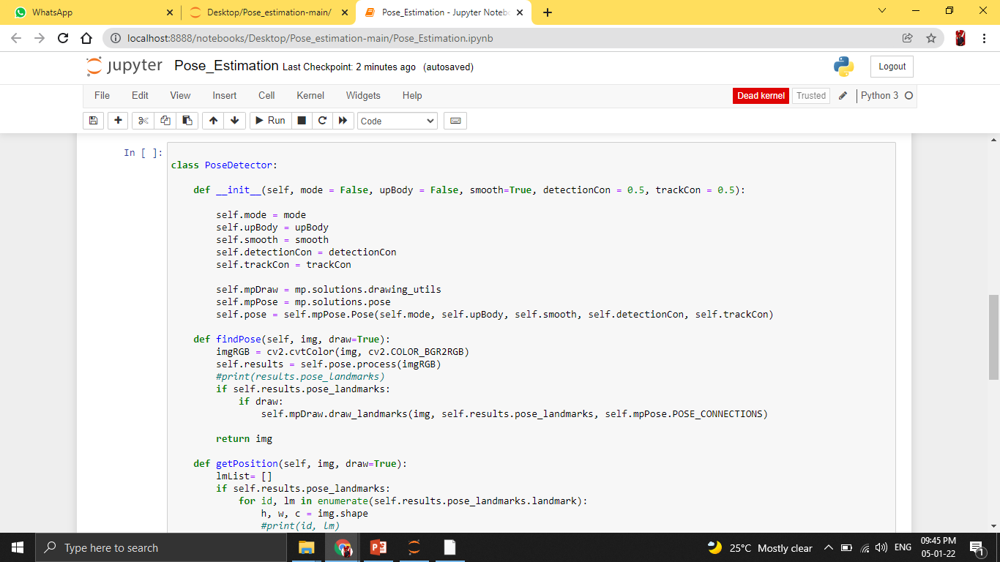 WhatsApp
Desktop/Pose_estimation-main/
Pose_Estimation - Jupyter Notebo
localhost:8888/notebooks/Desktop/Pose_estimation-main/Pose_Estimation.ipynb
jupyter Pose_Estimation Last Checkpoint: 2 minutes ago (autosaved)
Logout
File Edit View Insert Cell Kernel Widgets Help
Dead kernel Trusted Python 3
Run Code
In [ ]:
class PoseDetector:
def __init__(self, mode = False, upBody = False, smooth=True, detectionCon = 0.5, trackCon = 0.5):
self.mode = mode
self.upBody = upBody
self.smooth = smooth
self.detectionCon = detectionCon
self.trackCon = trackCon
self.mpDraw = mp.solutions.drawing_utils
self.mpPose = mp.solutions.pose
self.pose = self.mpPose.Pose(self.mode, self.upBody, self.smooth, self.detectionCon, self.trackCon)
def findPose(self, img, draw=True):
imgRGB = cv2.cvtColor(img, cv2.COLOR_BGR2RGB)
self.results = self.pose.process(imgRGB)
#print(results.pose_landmarks)
if self.results.pose_landmarks:
if draw:
self.mpDraw.draw_landmarks(img, self.results.pose_landmarks, self.mpPose.POSE_CONNECTIONS)
return img
def getPosition(self, img, draw=True):
lmList= []
if self.results.pose_landmarks:
for id, lm in enumerate(self.results.pose_landmarks.landmark):
h, w, c = img.shape
#print(id, lm)
Type here to search
25°C Mostly clear
ENG
09:45 PM
05-01-22
1